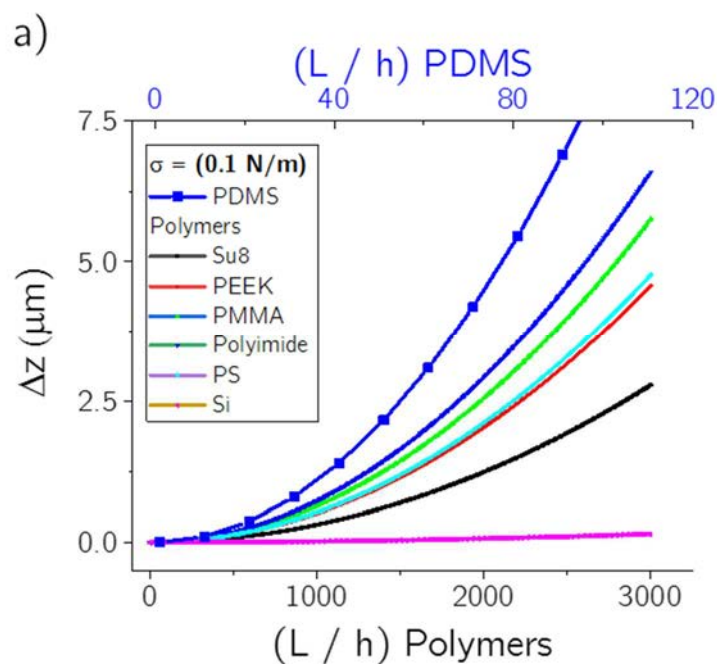 a)
(L / h) PDMS
0 40 80 120
7.5
5.0
2.5
0.0
Δz (μm)
σ = (0.1 N/m)
PDMS
Polymers
Su8
PEEK
PMMA
Polyimide
PS
Si
0 1000 2000 3000
(L / h) Polymers